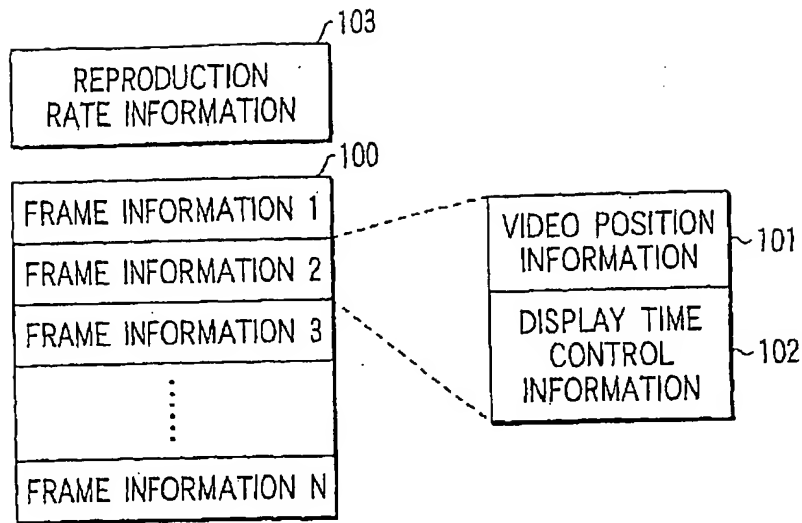 103
REPRODUCTION
RATE INFORMATION
100
FRAME INFORMATION 1
FRAME INFORMATION 2
FRAME INFORMATION 3
FRAME INFORMATION N
VIDEO POSITION
INFORMATION
101
DISPLAY TIME
CONTROL
INFORMATION
102